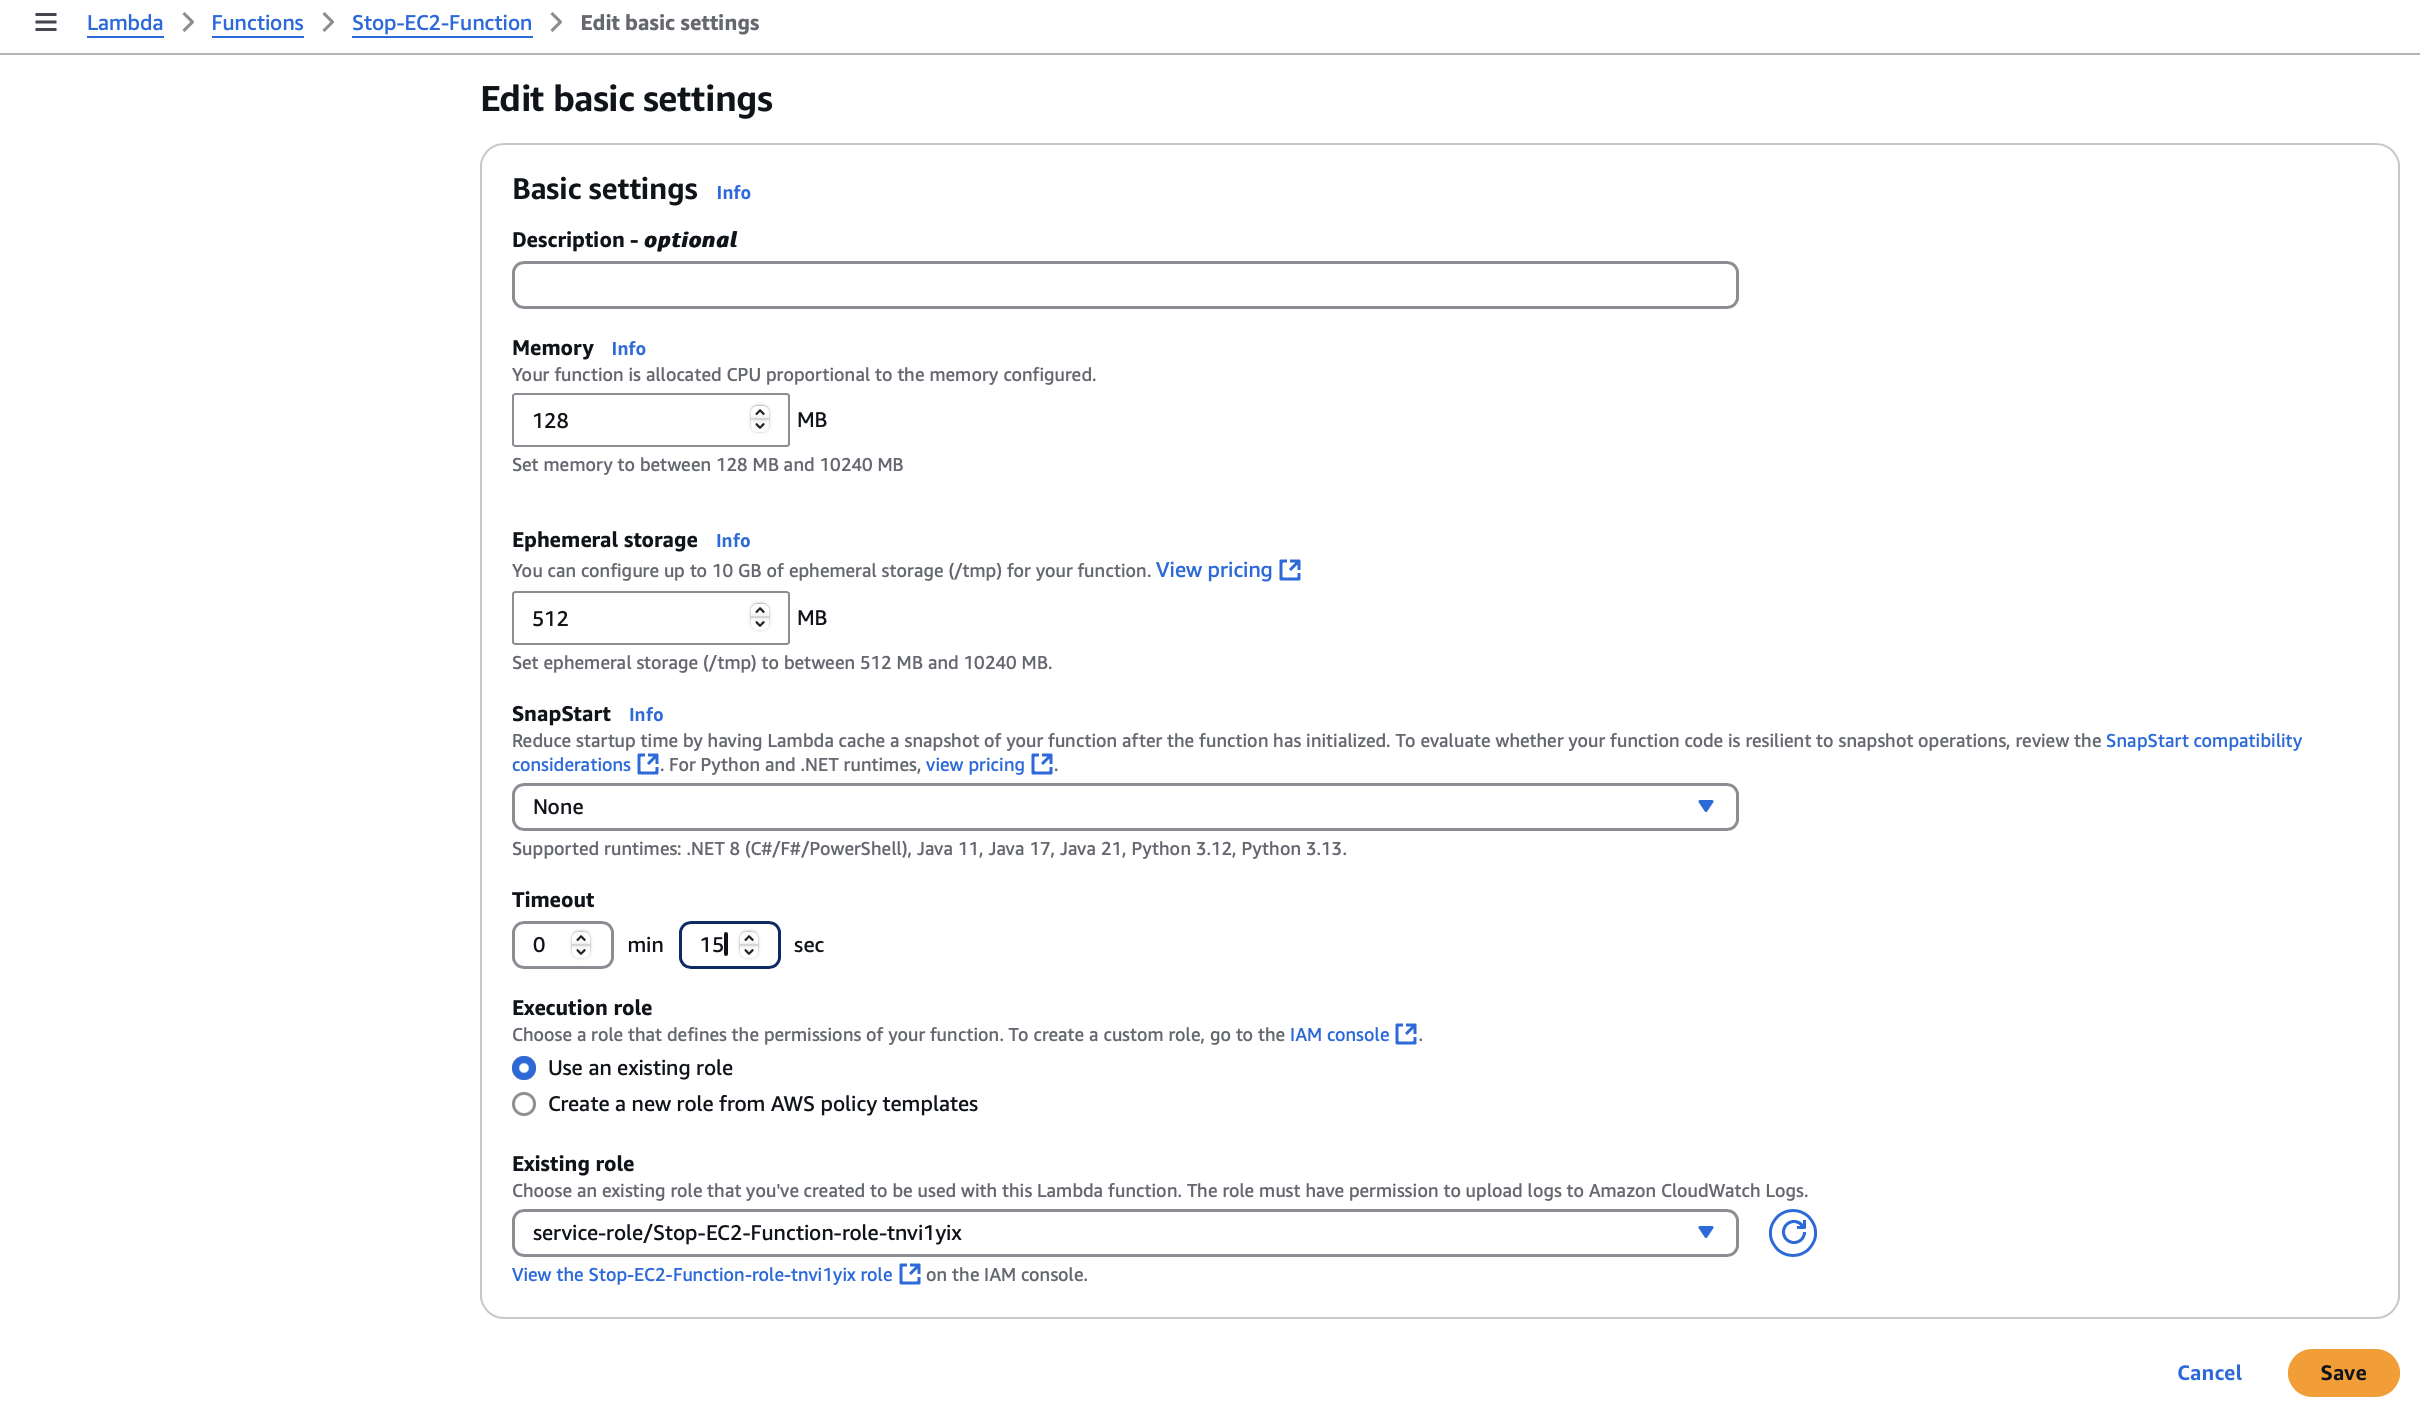 Lambda > Functions > Stop-EC2-Function > Edit basic settings
Edit basic settings
Basic settings Info
Description - optional
Memory Info
Your function is allocated CPU proportional to the memory configured.
128 MB
Set memory to between 128 MB and 10240 MB
Ephemeral storage Info
You can configure up to 10 GB of ephemeral storage (/tmp) for your function. View pricing
512 MB
Set ephemeral storage (/tmp) to between 512 MB and 10240 MB.
SnapStart Info
Reduce startup time by having Lambda cache a snapshot of your function after the function has initialized. To evaluate whether your function code is resilient to snapshot operations, review the SnapStart compatibility
considerations. For Python and .NET runtimes, view pricing.
None
Supported runtimes: .NET 8 (C#/F#/PowerShell), Java 11, Java 17, Java 21, Python 3.12, Python 3.13.
Timeout
0 min 15 sec
Execution role
Choose a role that defines the permissions of your function. To create a custom role, go to the IAM console.
Use an existing role
Create a new role from AWS policy templates
Existing role
Choose an existing role that you've created to be used with this Lambda function. The role must have permission to upload logs to Amazon CloudWatch Logs.
service-role/Stop-EC2-Function-role-tnvi1yix
View the Stop-EC2-Function-role-tnvi1yix role on the IAM console.
Cancel Save